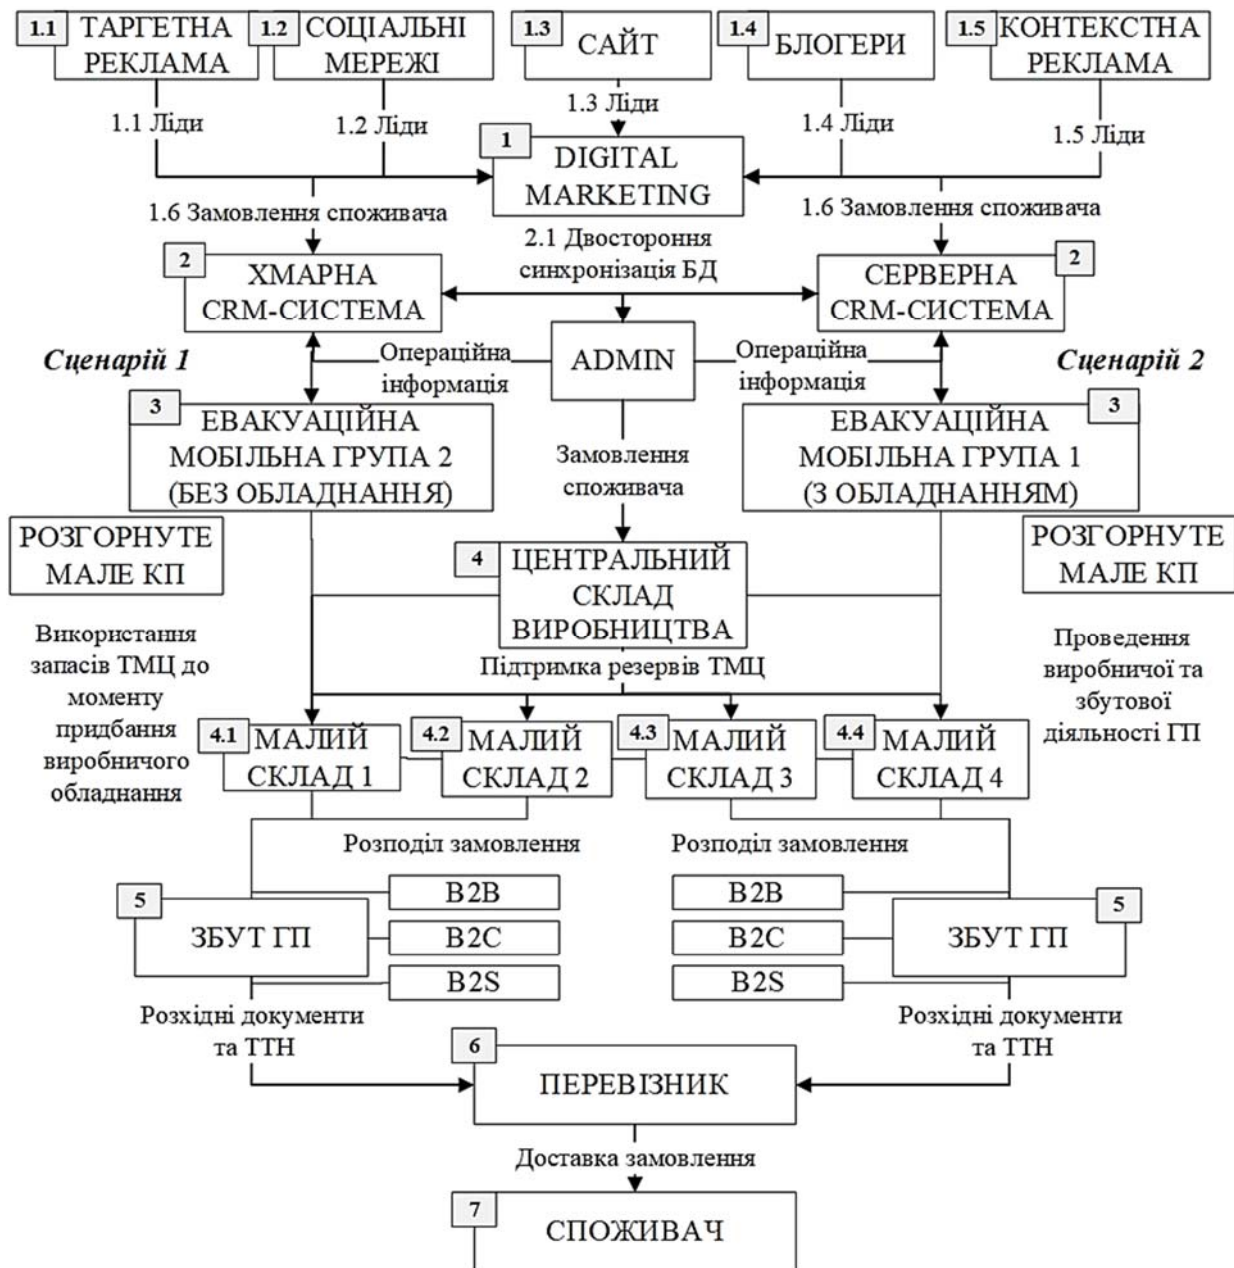 1.1
ТАРГЕТНА
РЕКЛАМА
1.2
СОЦІАЛЬНІ
МЕРЕЖІ
1.3
САЙТ
1.4
БЛОГЕРИ
1.5
КОНТЕКСТНА
РЕКЛАМА
1.1 Ліди
1.2 Ліди
1.3 Ліди
1.4 Ліди
1.5 Ліди
1
DIGITAL
MARKETING
1.6 Замовлення споживача
1.6 Замовлення споживача
2.1 Двостороння
синхронізація БД
2
ХМАРНА
CRM-СИСТЕМА
СЕРВЕРНА
CRM-СИСТЕМА
2
Сценарій 1
Операційна
інформація
ADMIN
Операційна
інформація
Сценарій 2
3
ЕВАКУАЦІЙНА
МОБІЛЬНА ГРУПА 2
(БЕЗ ОБЛАДНАННЯ)
Замовлення
споживача
3
ЕВАКУАЦІЙНА
МОБІЛЬНА ГРУПА 1
(З ОБЛАДНАННЯМ)
РОЗГОРНУТЕ
МАЛЕ КП
4
ЦЕНТРАЛЬНИЙ
СКЛАД
ВИРОБНИЦТВА
РОЗГОРНУТЕ
МАЛЕ КП
Використання
запасів ТМЦ до
моменту
придбання
виробничого
обладнання
Підтримка резервів ТМЦ
Проведення
виробничої та
збутової
діяльності ГП
4.1
МАЛИЙ
СКЛАД 1
4.2
МАЛИЙ
СКЛАД 2
4.3
МАЛИЙ
СКЛАД 3
4.4
МАЛИЙ
СКЛАД 4
Розподіл замовлення
Розподіл замовлення
5
ЗБУТ ГП
B2B
B2C
B2S
B2B
B2C
B2S
5
ЗБУТ ГП
Розхідні документи
та ТТН
Розхідні документи
та ТТН
6
ПЕРЕВІЗНИК
Доставка замовлення
7
СПОЖИВАЧ